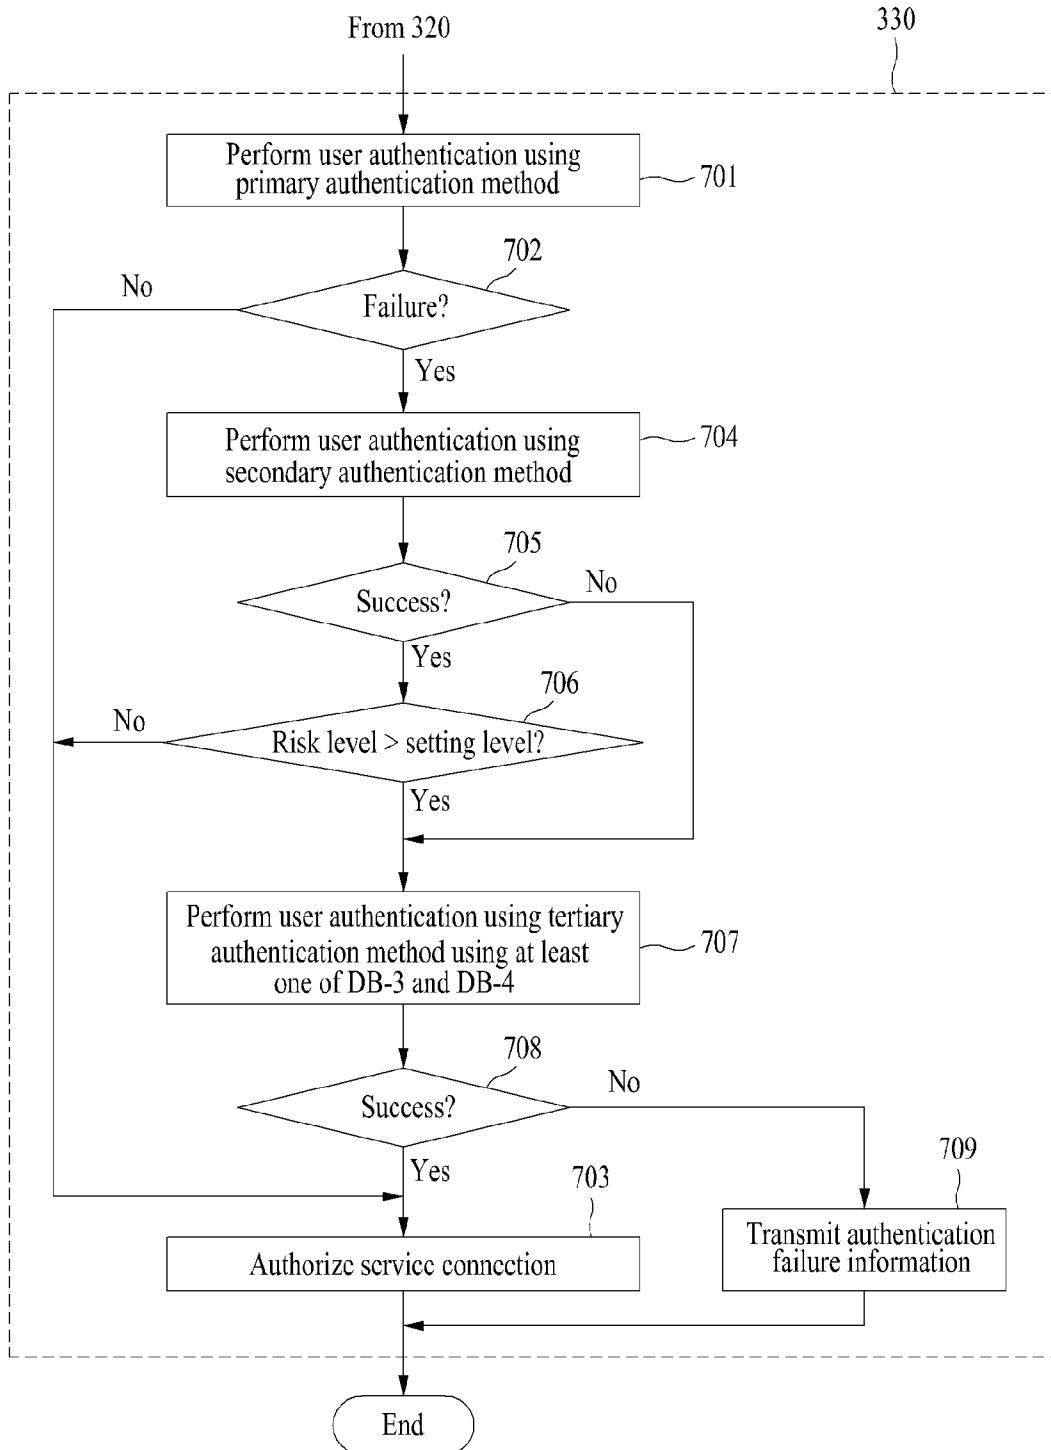 From 320
330
Perform user authentication using
primary authentication method
701
702
No
Failure?
Yes
Perform user authentication using
secondary authentication method
704
705
No
Success?
Yes
706
No
Risk level > setting level?
Yes
Perform user authentication using tertiary
authentication method using at least
one of DB-3 and DB-4
707
708
No
Success?
Yes
703
709
Authorize service connection
Transmit authentication
failure information
End